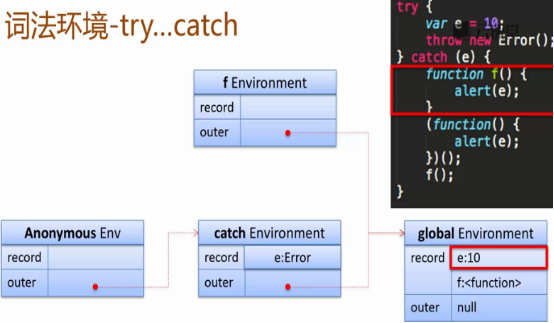 词法环境-try...catch
try {
var e = 10;
throw new Error();
} catch (e) {
function f() {
alert(e);
}
(function() {
alert(e);
})();
f();
}
f Environment
record
outer
Anonymous Env
record
outer
catch Environment
record e:Error
outer
global Environment
record e:10
f:<function>
outer null